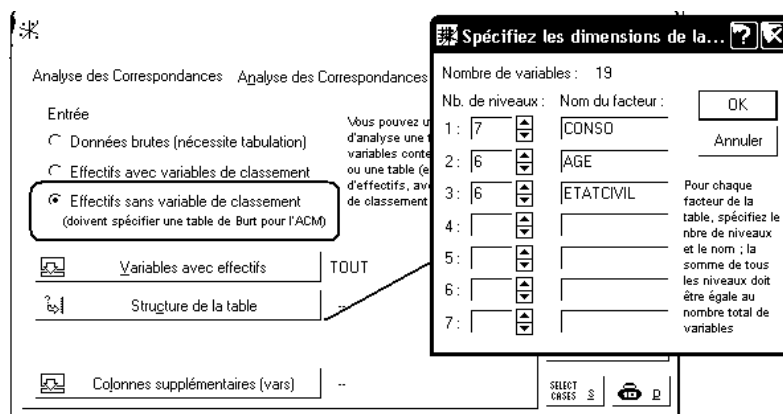 Analyse des Correspondances Analyse des Correspondances
Entrée
Données brutes (nécessite tabulation)
Effectifs avec variables de classement
Effectifs sans variable de classement
(doivent spécifier une table de Burt pour l'ACM)
Vous pouvez u
d'analyse une t
variables conte
ou une table (e
d'effectifs, av
de classement
Variables avec effectifs
TOUT
Structure de la table
--
Colonnes supplémentaires (vars)
--
SELECT
CASES S
D
Spécifiez les dimensions de la...
Nombre de variables : 19
Nb. de niveaux : Nom du facteur :
1 : 7 CONSO
2 : 6 AGE
3 : 6 ETATCIVIL
4 :
5 :
6 :
7 :
OK
Annuler
Pour chaque
facteur de la
table, spécifiez le
nbre de niveaux
et le nom ; la
somme de tous
les niveaux doit
être égale au
nombre total de
variables